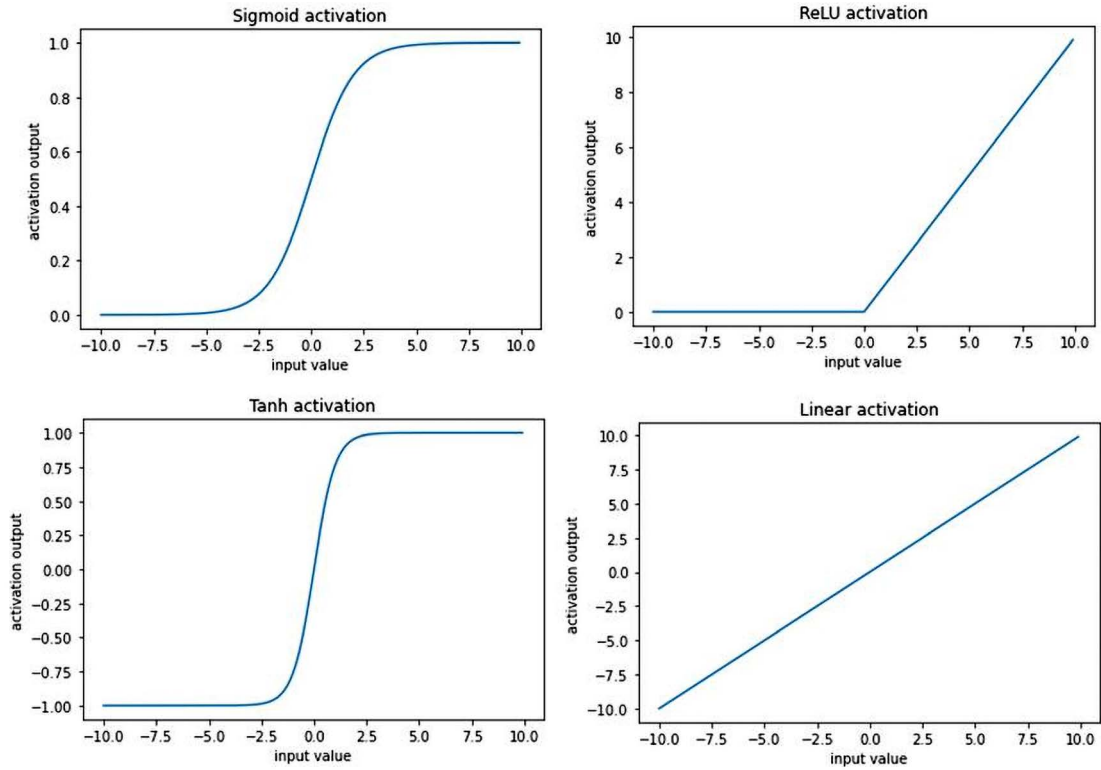 Sigmoid activation
1.0
0.8
0.6
0.4
0.2
0.0
activation output
−10.0 −7.5 −5.0 −2.5 0.0 2.5 5.0 7.5 10.0
input value
ReLU activation
10
8
6
4
2
0
activation output
−10.0 −7.5 −5.0 −2.5 0.0 2.5 5.0 7.5 10.0
input value
Tanh activation
1.00
0.75
0.50
0.25
0.00
−0.25
−0.50
−0.75
−1.00
activation output
−10.0 −7.5 −5.0 −2.5 0.0 2.5 5.0 7.5 10.0
input value
Linear activation
10.0
7.5
5.0
2.5
0.0
−2.5
−5.0
−7.5
−10.0
activation output
−10.0 −7.5 −5.0 −2.5 0.0 2.5 5.0 7.5 10.0
input value